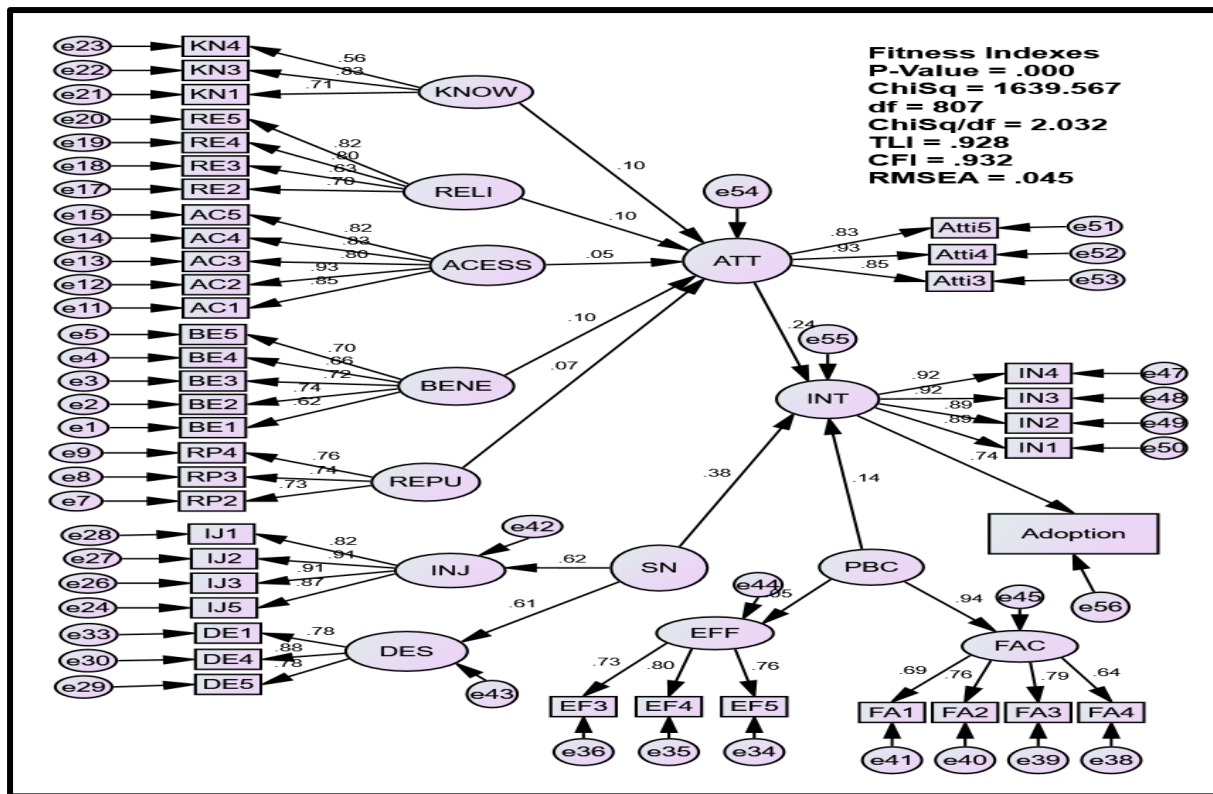 Fitness Indexes
P-Value = .000
ChiSq = 1639.567
df = 807
ChiSq/df = 2.032
TLI = .928
CFI = .932
RMSEA = .045
e23
KN4
.56
e22
KN3
.83
e21
KN1
.71
KNOW
.10
e20
RE5
.82
e19
RE4
.80
e18
RE3
.63
e17
RE2
.70
RELI
.10
e15
AC5
.82
e14
AC4
.83
e13
AC3
.80
e12
AC2
.93
e11
AC1
.85
ACESS
.05
e5
BE5
.70
e4
BE4
.66
e3
BE3
.72
e2
BE2
.74
e1
BE1
.62
BENE
.10
e9
RP4
.76
e8
RP3
.74
e7
RP2
.73
REPU
.07
e54
ATT
.83
Atti5
e51
.93
Atti4
e52
.85
Atti3
e53
.24
e55
INT
.92
IN4
e47
.92
IN3
e48
.89
IN2
e49
.89
IN1
e50
.74
Adoption
e56
.38
.14
e28
IJ1
.82
e27
IJ2
.91
e26
IJ3
.91
e24
IJ5
.87
INJ
e42
.62
SN
PBC
e33
DE1
.78
e30
DE4
.88
e29
DE5
.78
DES
e43
.61
e44
EFF
.73
.80
.76
EF3
EF4
EF5
e36
e35
e34
.94
e45
FAC
.69
.76
.79
.64
FA1
FA2
FA3
FA4
e41
e40
e39
e38